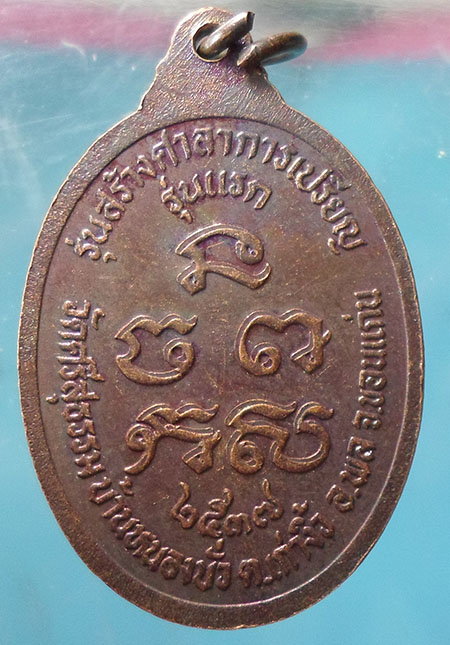 รุ่นสร้างศาลาการเปรียญ
รุ่นแรก
๒๕๓๗
วัดศรีสุธรรม บ้านหนองบัว ต.เก่างิ้ว อ.พล จ.ขอนแก่น